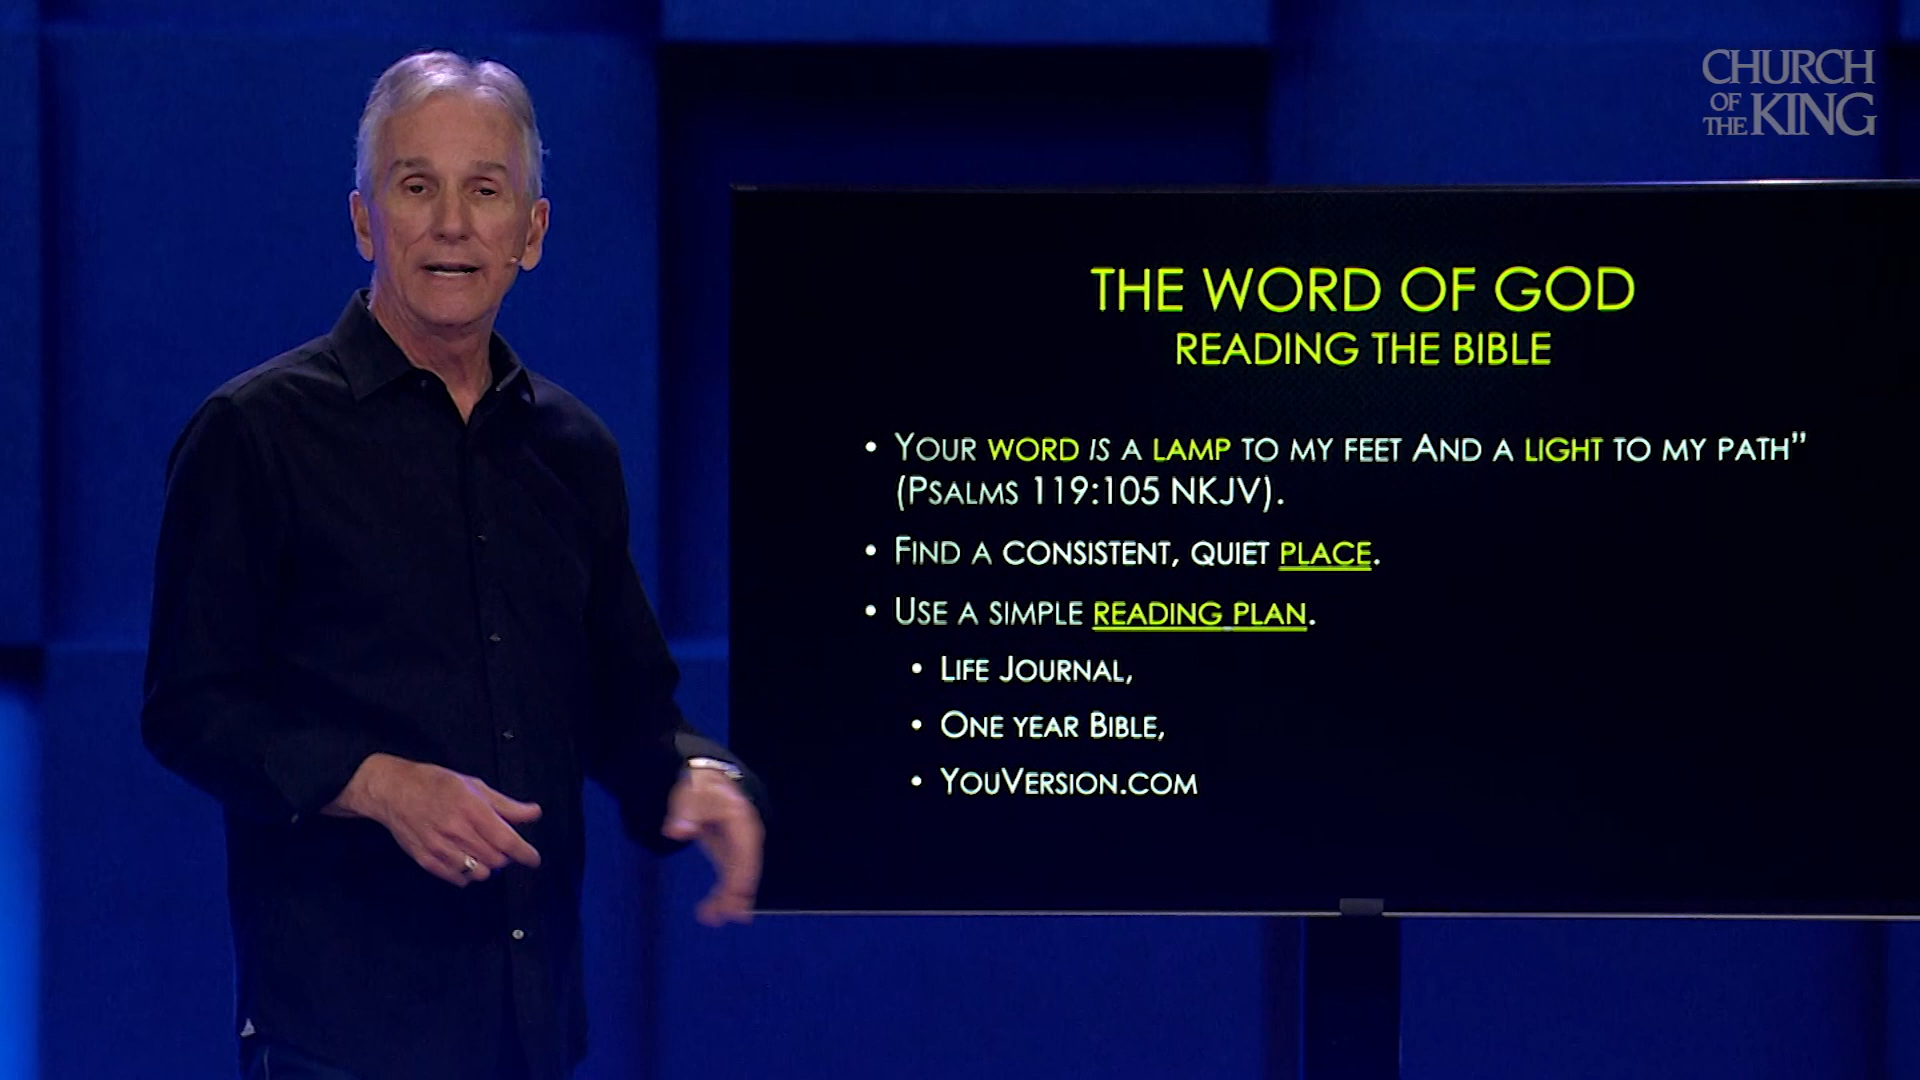 CHURCH
OF
THE KING
THE WORD OF GOD
READING THE BIBLE
• YOUR WORD IS A LAMP TO MY FEET AND A LIGHT TO MY PATH”
(PSALMS 119:105 NKJV).
• FIND A CONSISTENT, QUIET PLACE.
• USE A SIMPLE READING PLAN.
• LIFE JOURNAL,
• ONE YEAR BIBLE,
• YOUVERSION.COM